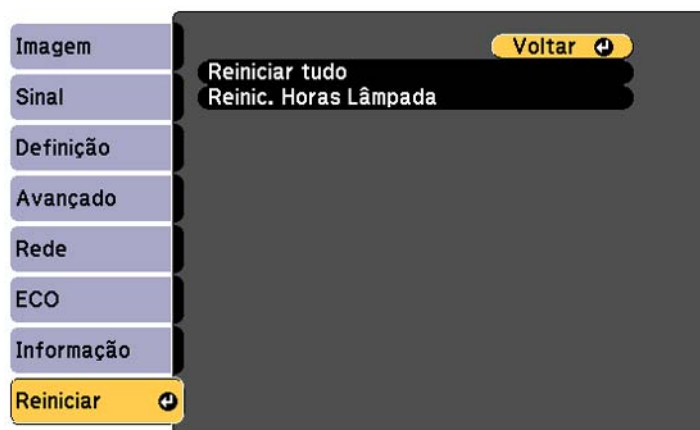 Imagem
Sinal
Definição
Avançado
Rede
ECO
Informação
Reiniciar
Voltar
Reiniciar tudo
Reinic. Horas Lâmpada